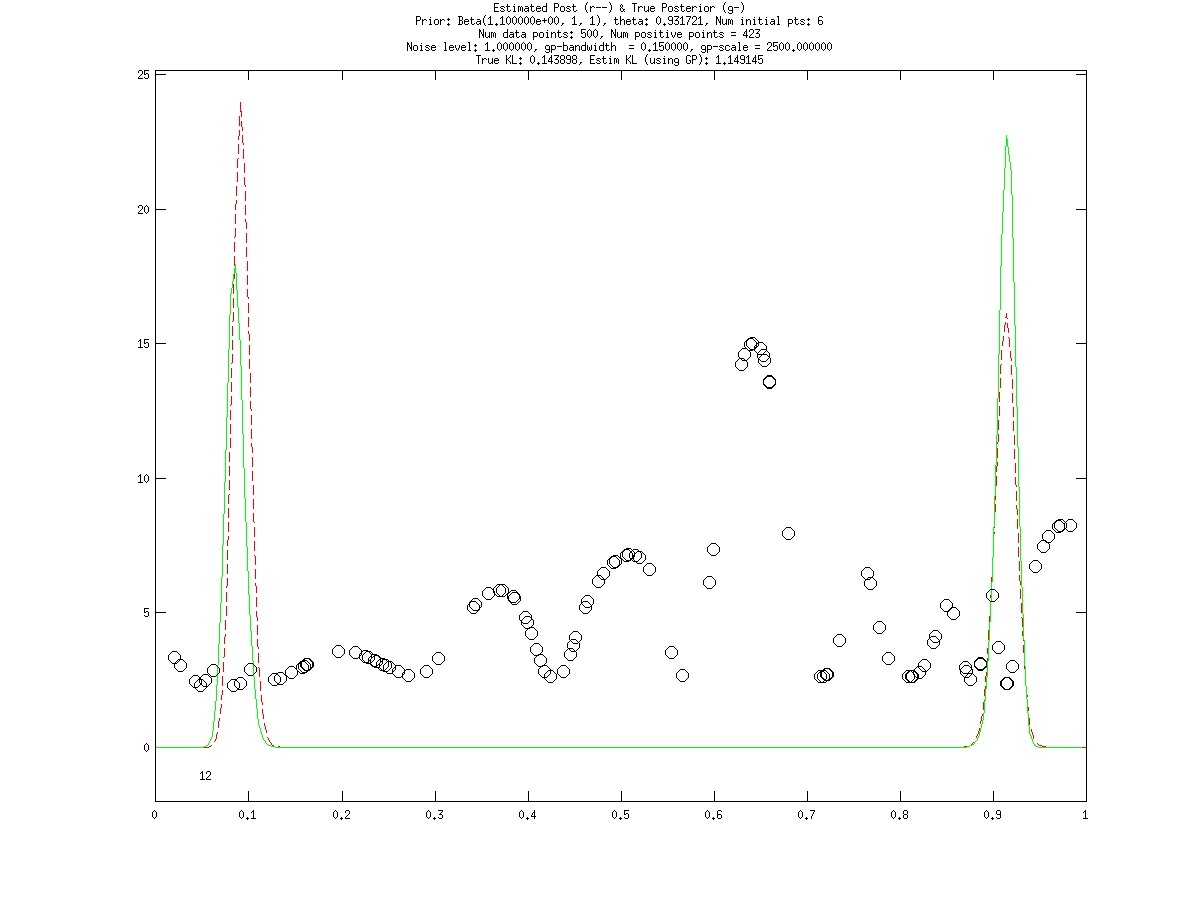 Estimated Post (r--) & True Posterior (g-)
Prior: Beta(1.100000e+00, 1, 1), theta: 0.931721, Num initial pts: 6
Num data points: 500, Num positive points = 423
Noise level: 1.000000, gp-bandwidth  = 0.150000, gp-scale = 2500.000000
True KL: 0.143898, Estim KL (using GP): 1.149145
25
20
15
10
5
0
12
0 0.1 0.2 0.3 0.4 0.5 0.6 0.7 0.8 0.9 1